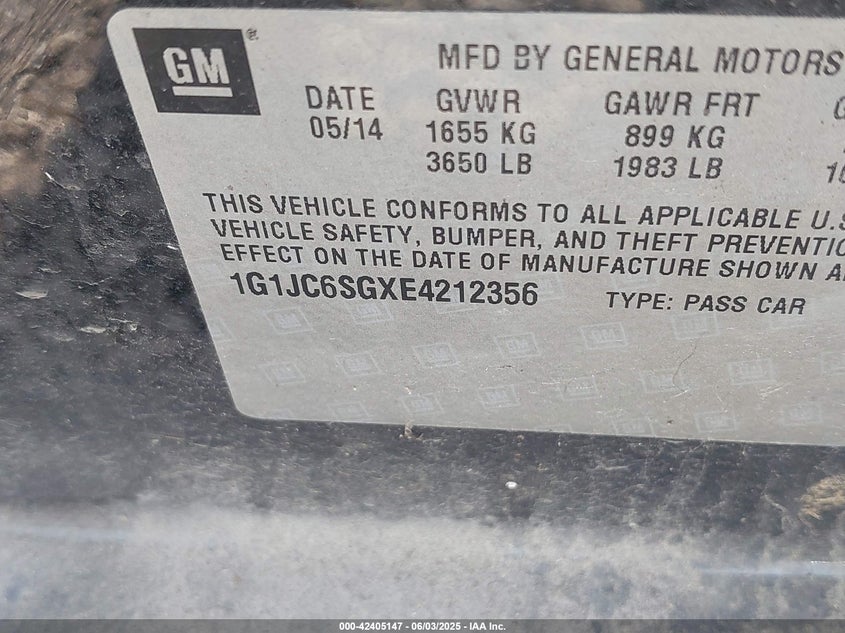 GM®
MFD BY GENERAL MOTORS
DATE GVWR GAWR FRT
05/14 1655 KG 899 KG
3650 LB 1983 LB
THIS VEHICLE CONFORMS TO ALL APPLICABLE U.S
VEHICLE SAFETY, BUMPER, AND THEFT PREVENTIO
EFFECT ON THE DATE OF MANUFACTURE SHOWN A
1G1JC6SGXE4212356 TYPE: PASS CAR
000-42405147 - 06/03/2025 - IAA Inc.